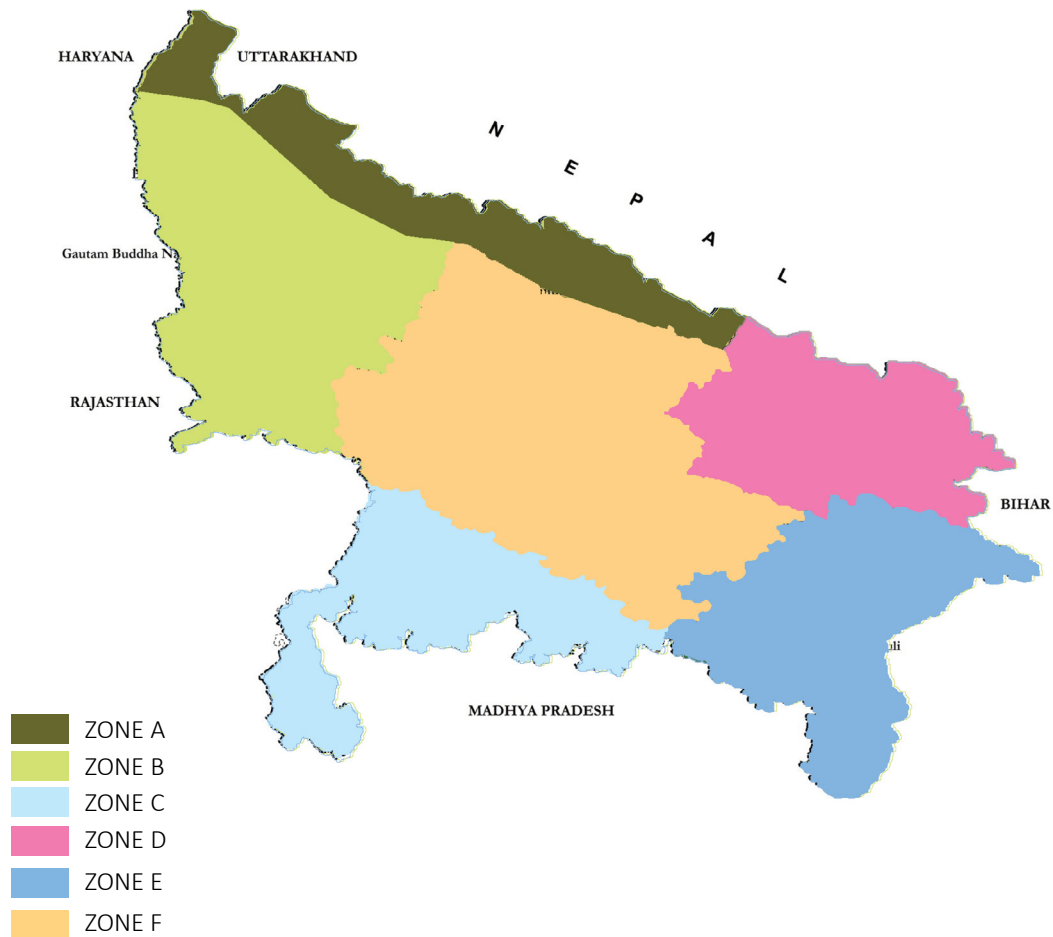 HARYANA
UTTARAKHAND
N E P A L
Gautam Buddha
RAJASTHAN
BIHAR
MADHYA PRADESH
ZONE A
ZONE B
ZONE C
ZONE D
ZONE E
ZONE F